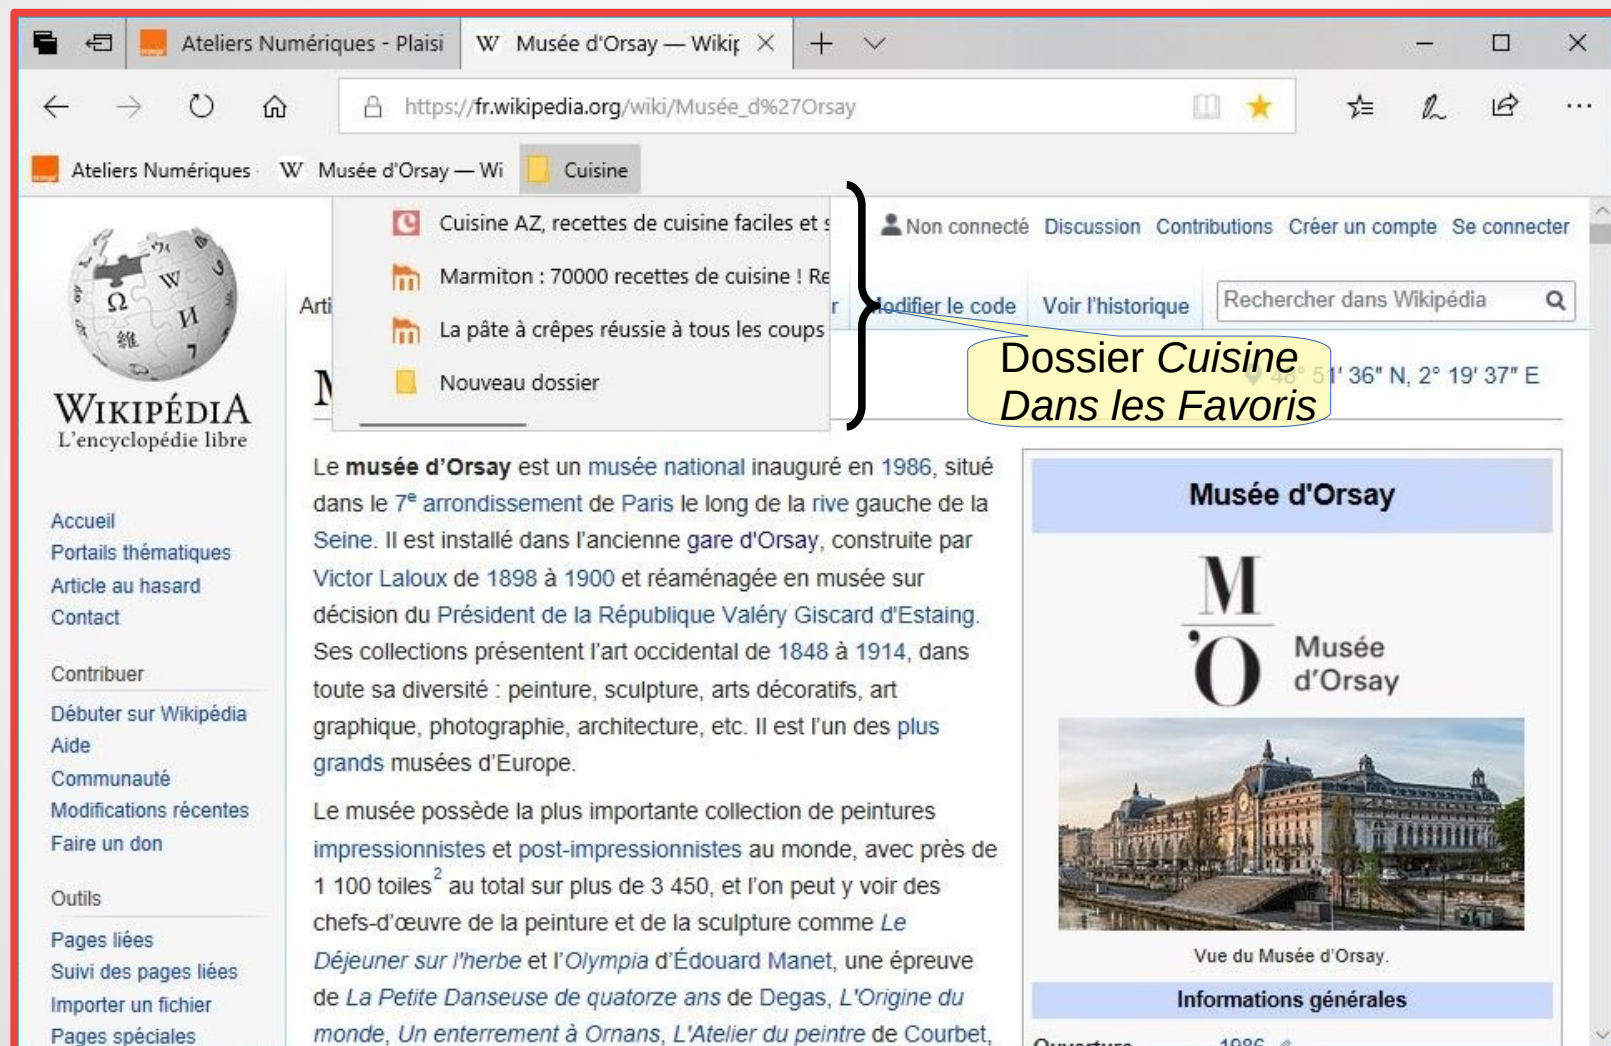 Ateliers Numériques - Plaisi
W Musée d'Orsay — Wikip
https://fr.wikipedia.org/wiki/Musée_d%27Orsay
Ateliers Numériques
W Musée d'Orsay — Wi
Cuisine
Cuisine AZ, recettes de cuisine faciles et s
Marmiton : 70000 recettes de cuisine ! Re
La pâte à crêpes réussie à tous les coups
Nouveau dossier
Non connecté Discussion Contributions Créer un compte Se connecter
Arti
r
Modifier le code
Voir l'historique
Rechercher dans Wikipédia
Dossier Cuisine
Dans les Favoris
48° 51′ 36″ N, 2° 19′ 37″ E
M
WIKIPÉDIA
L'encyclopédie libre
Accueil
Portails thématiques
Article au hasard
Contact
Contribuer
Débuter sur Wikipédia
Aide
Communauté
Modifications récentes
Faire un don
Outils
Pages liées
Suivi des pages liées
Importer un fichier
Pages spéciales
Le musée d'Orsay est un musée national inauguré en 1986, situé
dans le 7e arrondissement de Paris le long de la rive gauche de la
Seine. Il est installé dans l'ancienne gare d'Orsay, construite par
Victor Laloux de 1898 à 1900 et réaménagée en musée sur
décision du Président de la République Valéry Giscard d'Estaing.
Ses collections présentent l'art occidental de 1848 à 1914, dans
toute sa diversité : peinture, sculpture, arts décoratifs, art
graphique, photographie, architecture, etc. Il est l'un des plus
grands musées d'Europe.
Le musée possède la plus importante collection de peintures
impressionnistes et post-impressionnistes au monde, avec près de
1 100 toiles2 au total sur plus de 3 450, et l'on peut y voir des
chefs-d'œuvre de la peinture et de la sculpture comme Le
Déjeuner sur l'herbe et l'Olympia d'Édouard Manet, une épreuve
de La Petite Danseuse de quatorze ans de Degas, L'Origine du
monde, Un enterrement à Ornans, L'Atelier du peintre de Courbet,
Musée d'Orsay
M
'O
Musée
d'Orsay
Vue du Musée d'Orsay.
Informations générales
Ouverture
1986